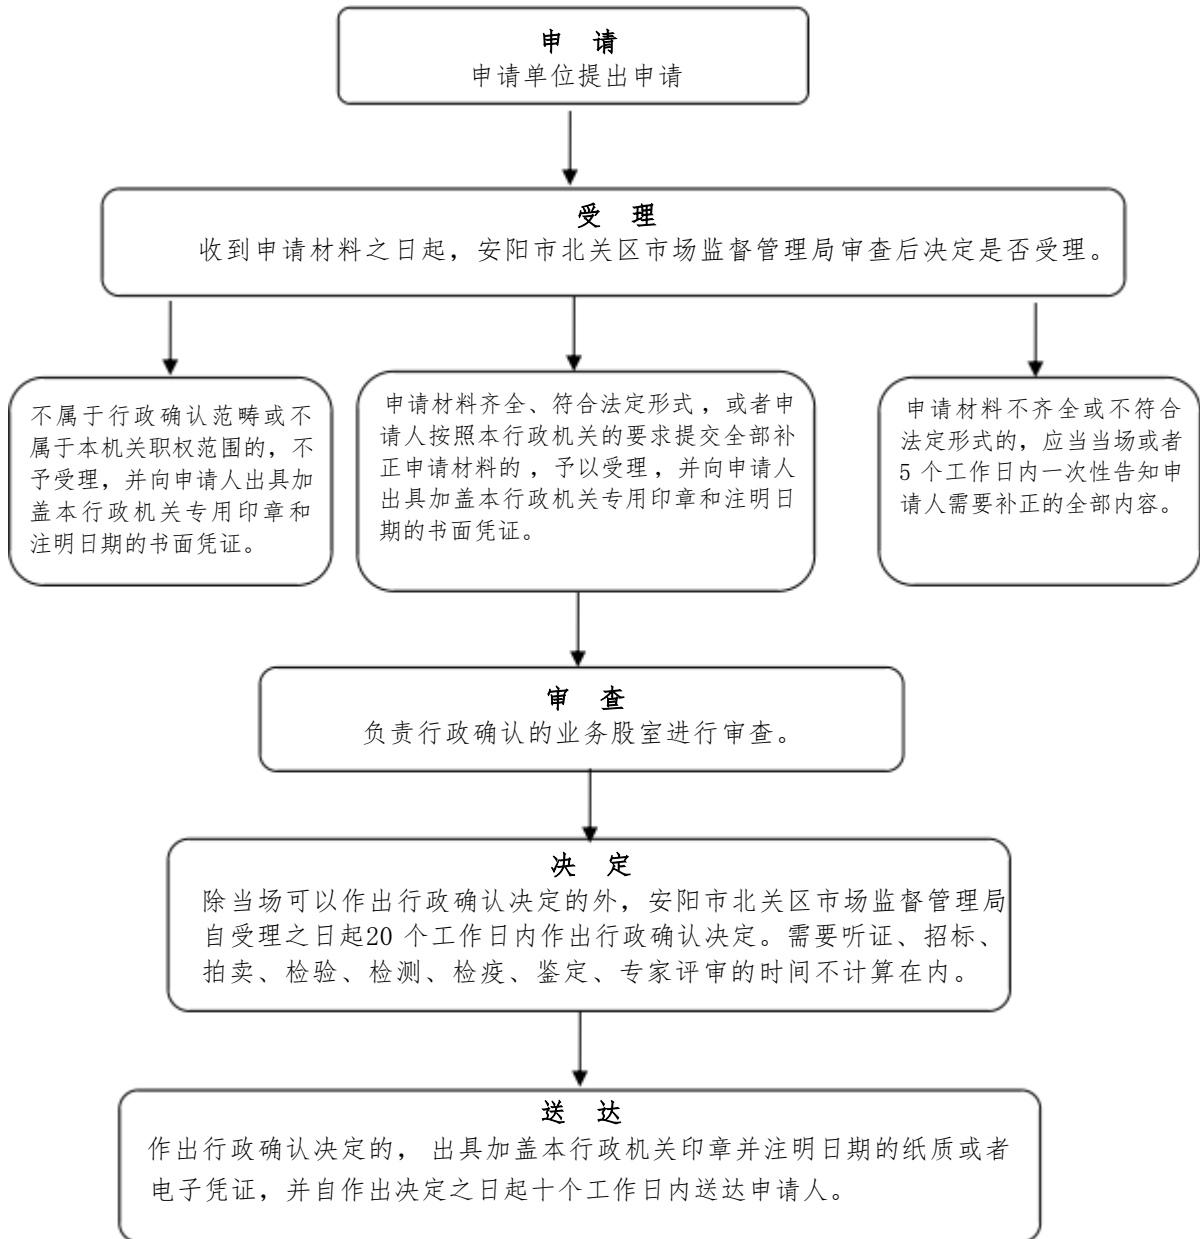 申 请
申请单位提出申请
受 理
收到申请材料之日起，安阳市北关区市场监督管理局审查后决定是否受理。
不属于行政确认范畴或不
属于本机关职权范围的，不
予受理，并向申请人出具加
盖本行政机关专用印章和
注明日期的书面凭证。
申请材料齐全、符合法定形式，或者申
请人按照本行政机关的要求提交全部补
正申请材料的，予以受理，并向申请人
出具加盖本行政机关专用印章和注明日
期的书面凭证。
申请材料不齐全或不符合
法定形式的，应当当场或者
5 个工作日内一次性告知申
请人需要补正的全部内容。
审 查
负责行政确认的业务股室进行审查。
决 定
除当场可以作出行政确认决定的外，安阳市北关区市场监督管理局
自受理之日起20 个工作日内作出行政确认决定。需要听证、招标、
拍卖、检验、检测、检疫、鉴定、专家评审的时间不计算在内。
送 达
作出行政确认决定的， 出具加盖本行政机关印章并注明日期的纸质或者
电子凭证，并自作出决定之日起十个工作日内送达申请人。